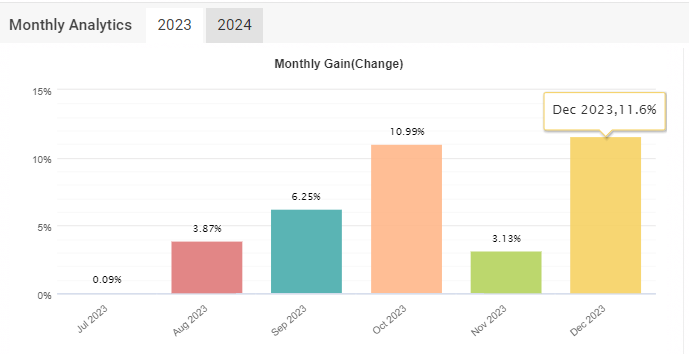 Monthly Analytics 2023 2024
Monthly Gain(Change)
15%
Dec 2023,11.6%
10.99%
10%
6.25%
5%
3.87%
3.13%
0.09%
0%
Jul 2023 Aug 2023 Sep 2023 Oct 2023 Nov 2023 Dec 2023